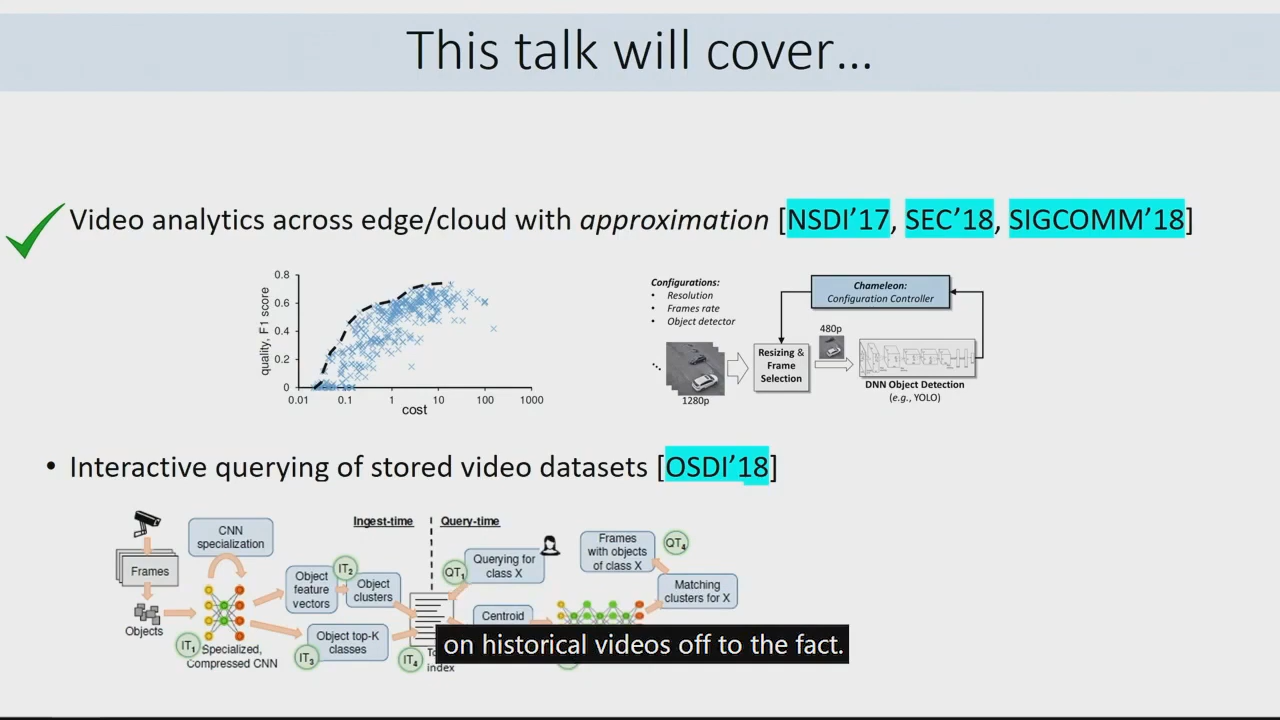 This talk will cover…
Video analytics across edge/cloud with approximation [NSDI’17, SEC’18, SIGCOMM’18]
quality, F1 score
0.8
0.6
0.4
0.2
0
0.01 0.1 1 10 100 1000
cost
Configurations:
• Resolution
• Frames rate
• Object detector
Chameleon:
Configuration Controller
...
1280p
Resizing &
Frame
Selection
480p
DNN Object Detection
(e.g., YOLO)
• Interactive querying of stored video datasets [OSDI’18]
Ingest-time
Query-time
Frames
Objects
CNN
specialization
IT1
Specialized,
Compressed CNN
Object
feature
vectors
IT2
Object
clusters
IT3
Object top-K
classes
IT4
index
QT1
Querying for
class X
Centroid
Frames
with objects
of class X
QT4
Matching
clusters for X
on historical videos off to the fact.